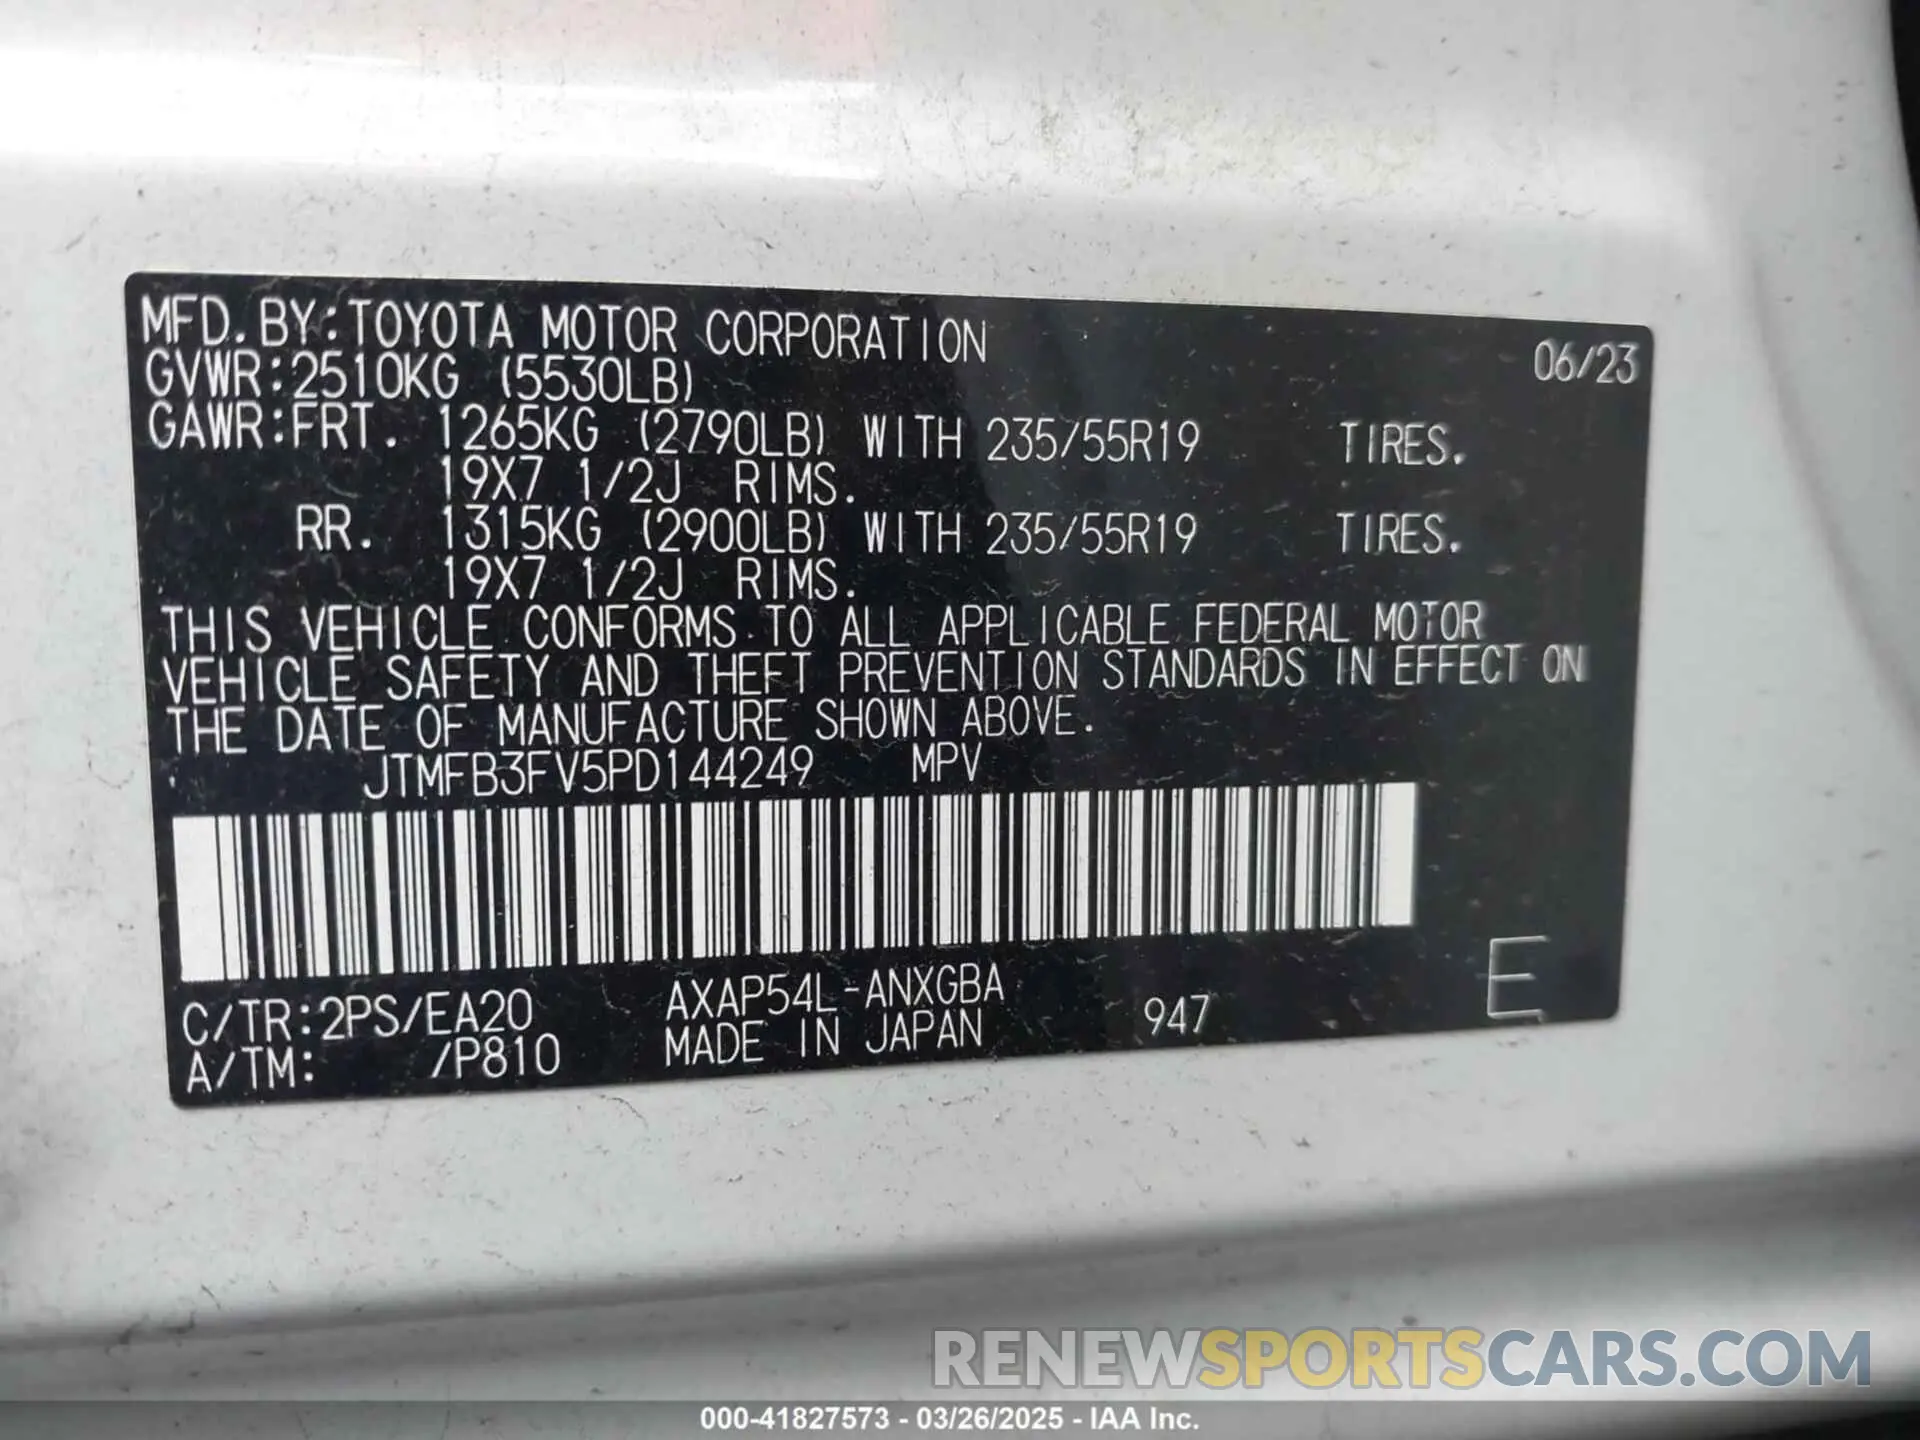 MFD. BY: TOYOTA MOTOR CORPORATION 06/23
GVWR: 2510KG (5530LB)
GAWR: FRT. 1265KG (2790LB) WITH 235/55R19 TIRES.
19X7 1/2J RIMS.
RR. 1315KG (2900LB) WITH 235/55R19 TIRES.
19X7 1/2J RIMS.
THIS VEHICLE CONFORMS TO ALL APPLICABLE FEDERAL MOTOR
VEHICLE SAFETY AND THEFT PREVENTION STANDARDS IN EFFECT ON
THE DATE OF MANUFACTURE SHOWN ABOVE.
JTMFB3FV5PD144249 MPV
C/TR: 2PS/EA20 AXAP54L-ANXGBA 947 E
A/TM: /P810 MADE IN JAPAN
RENEWSPORTSCARS.COM
000-41827573 - 03/26/2025 - IAA Inc.